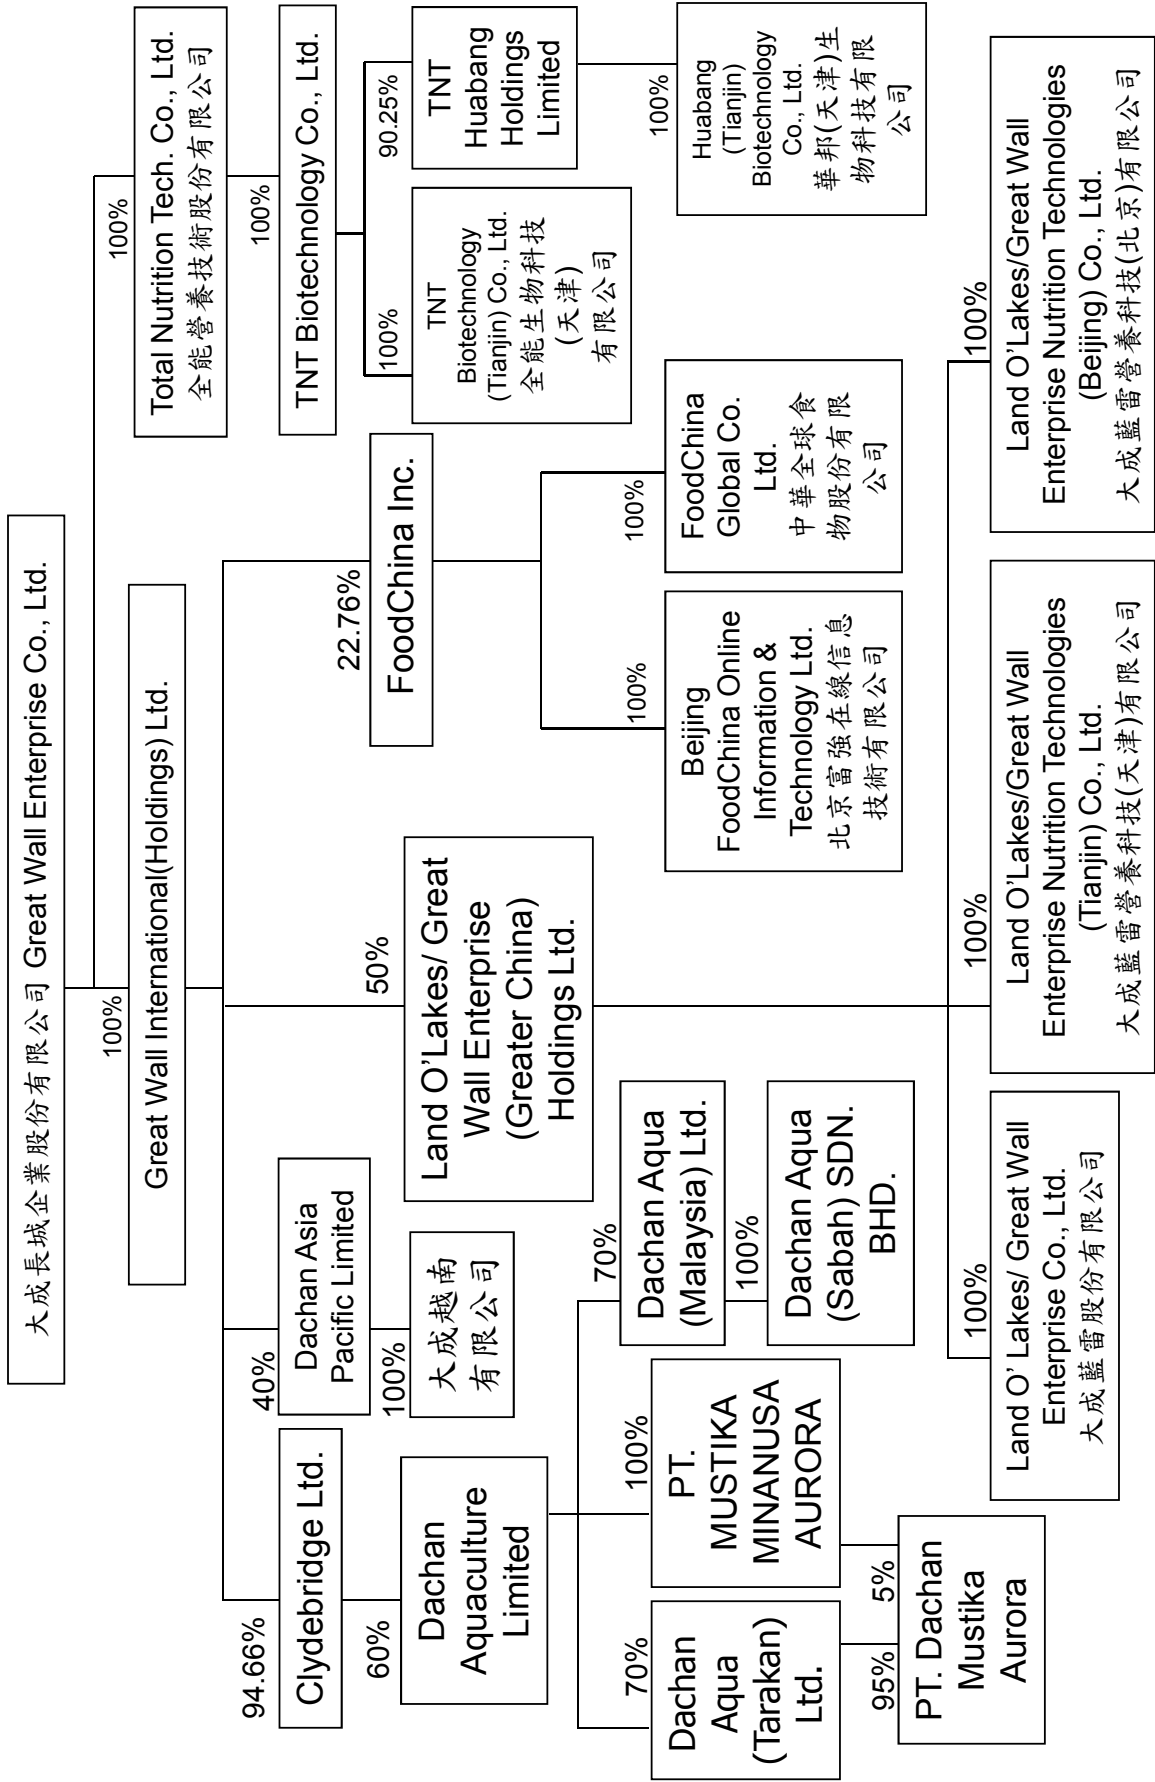 大成長城企業股份有限公司 Great Wall Enterprise Co., Ltd.
100%
100%
Great Wall International(Holdings) Ltd.
Total Nutrition Tech. Co., Ltd.
全能營養技術股份有限公司
100%
TNT Biotechnology Co., Ltd.
94.66%
Clydebridge Ltd.
40%
Dachan Asia
Pacific Limited
100%
大成越南
有限公司
50%
Land O'Lakes/ Great
Wall Enterprise
(Greater China)
Holdings Ltd.
22.76%
FoodChina Inc.
100%
TNT
Biotechnology
(Tianjin) Co., Ltd.
全能生物科技
(天津)
有限公司
90.25%
TNT
Huabang
Holdings
Limited
60%
Dachan
Aquaculture
Limited
70%
Dachan
Aqua
(Tarakan)
Ltd.
100%
PT.
MUSTIKA
MINANUSA
AURORA
70%
Dachan Aqua
(Malaysia) Ltd.
100%
Dachan Aqua
(Sabah) SDN.
BHD.
100%
Beijing
FoodChina Online
Information &
Technology Ltd.
北京富強在線信息
技術有限公司
100%
FoodChina
Global Co.
Ltd.
中華全球食
物股份有限
公司
100%
Huabang
(Tianjin)
Biotechnology
Co., Ltd.
華邦(天津)生
物科技有限
公司
95%
5%
PT. Dachan
Mustika
Aurora
100%
Land O' Lakes/ Great Wall
Enterprise Co., Ltd.
大成藍雷股份有限公司
100%
Land O'Lakes/Great Wall
Enterprise Nutrition Technologies
(Tianjin) Co., Ltd.
大成藍雷營養科技(天津)有限公司
100%
Land O'Lakes/Great Wall
Enterprise Nutrition Technologies
(Beijing) Co., Ltd.
大成藍雷營養科技(北京)有限公司